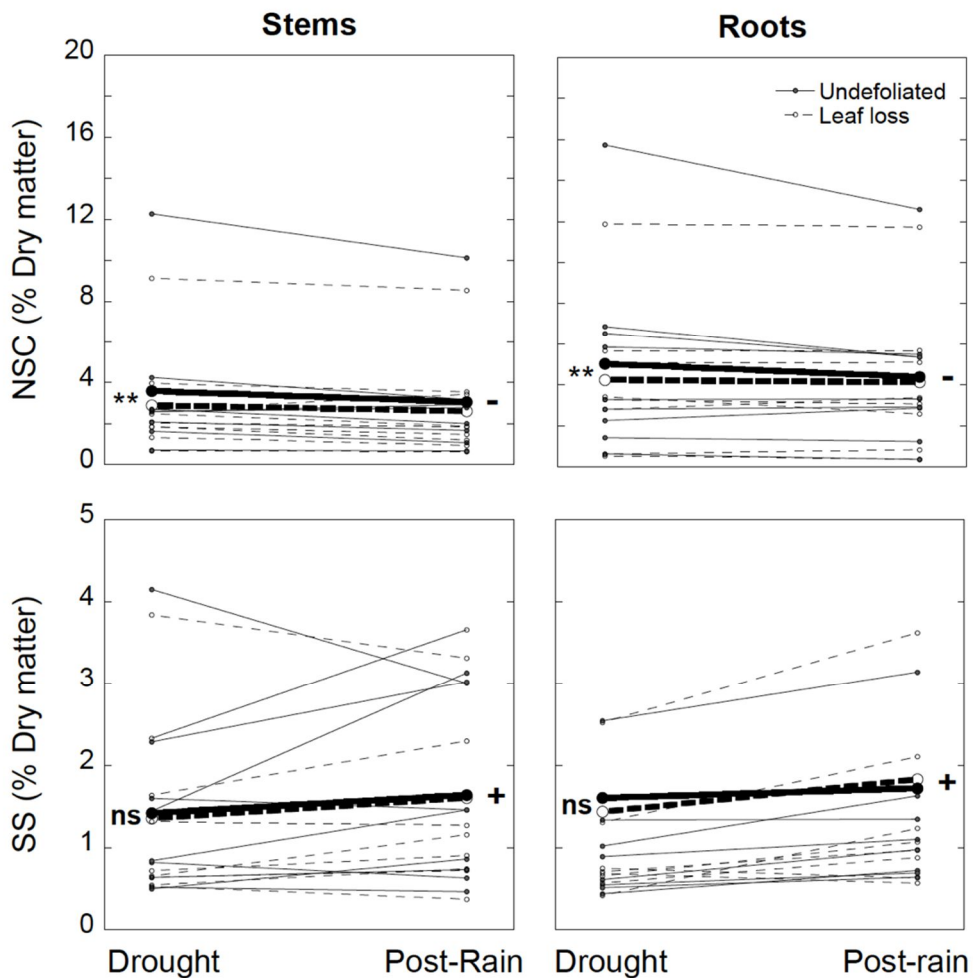 Stems
Roots
NSC (% Dry matter)
20
16
12
8
4
0
**
-
Undefoliated
Leaf loss
**
-
SS (% Dry matter)
5
4
3
2
1
0
ns
+
ns
+
Drought
Post-Rain
Drought
Post-Rain